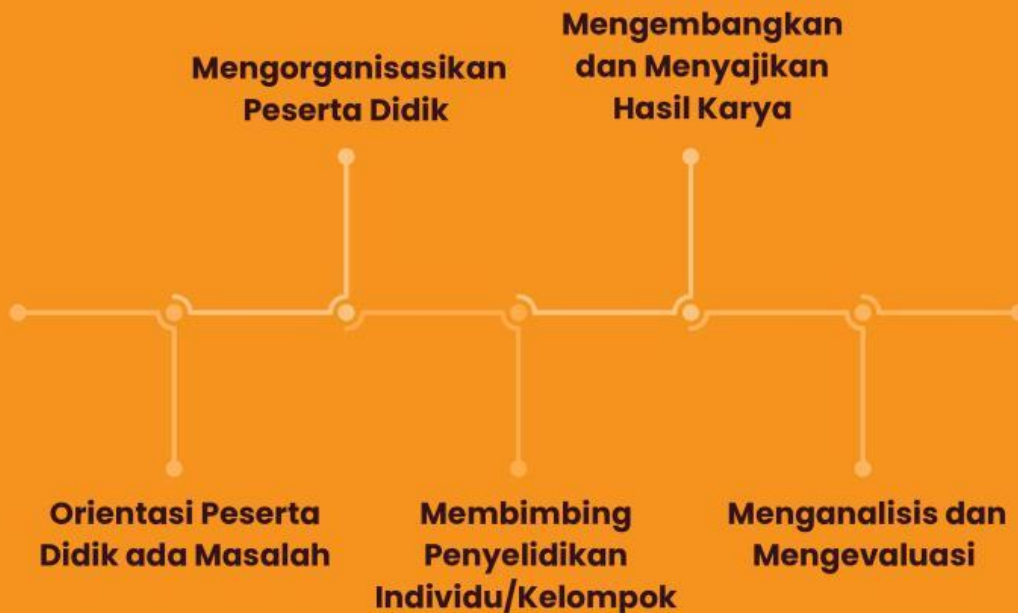 Mengorganisasikan
Peserta Didik
Mengembangkan
dan Menyajikan
Hasil Karya
Orientasi Peserta
Didik ada Masalah
Membimbing
Penyelidikan
Individu/Kelompok
Menganalisis dan
Mengevaluasi